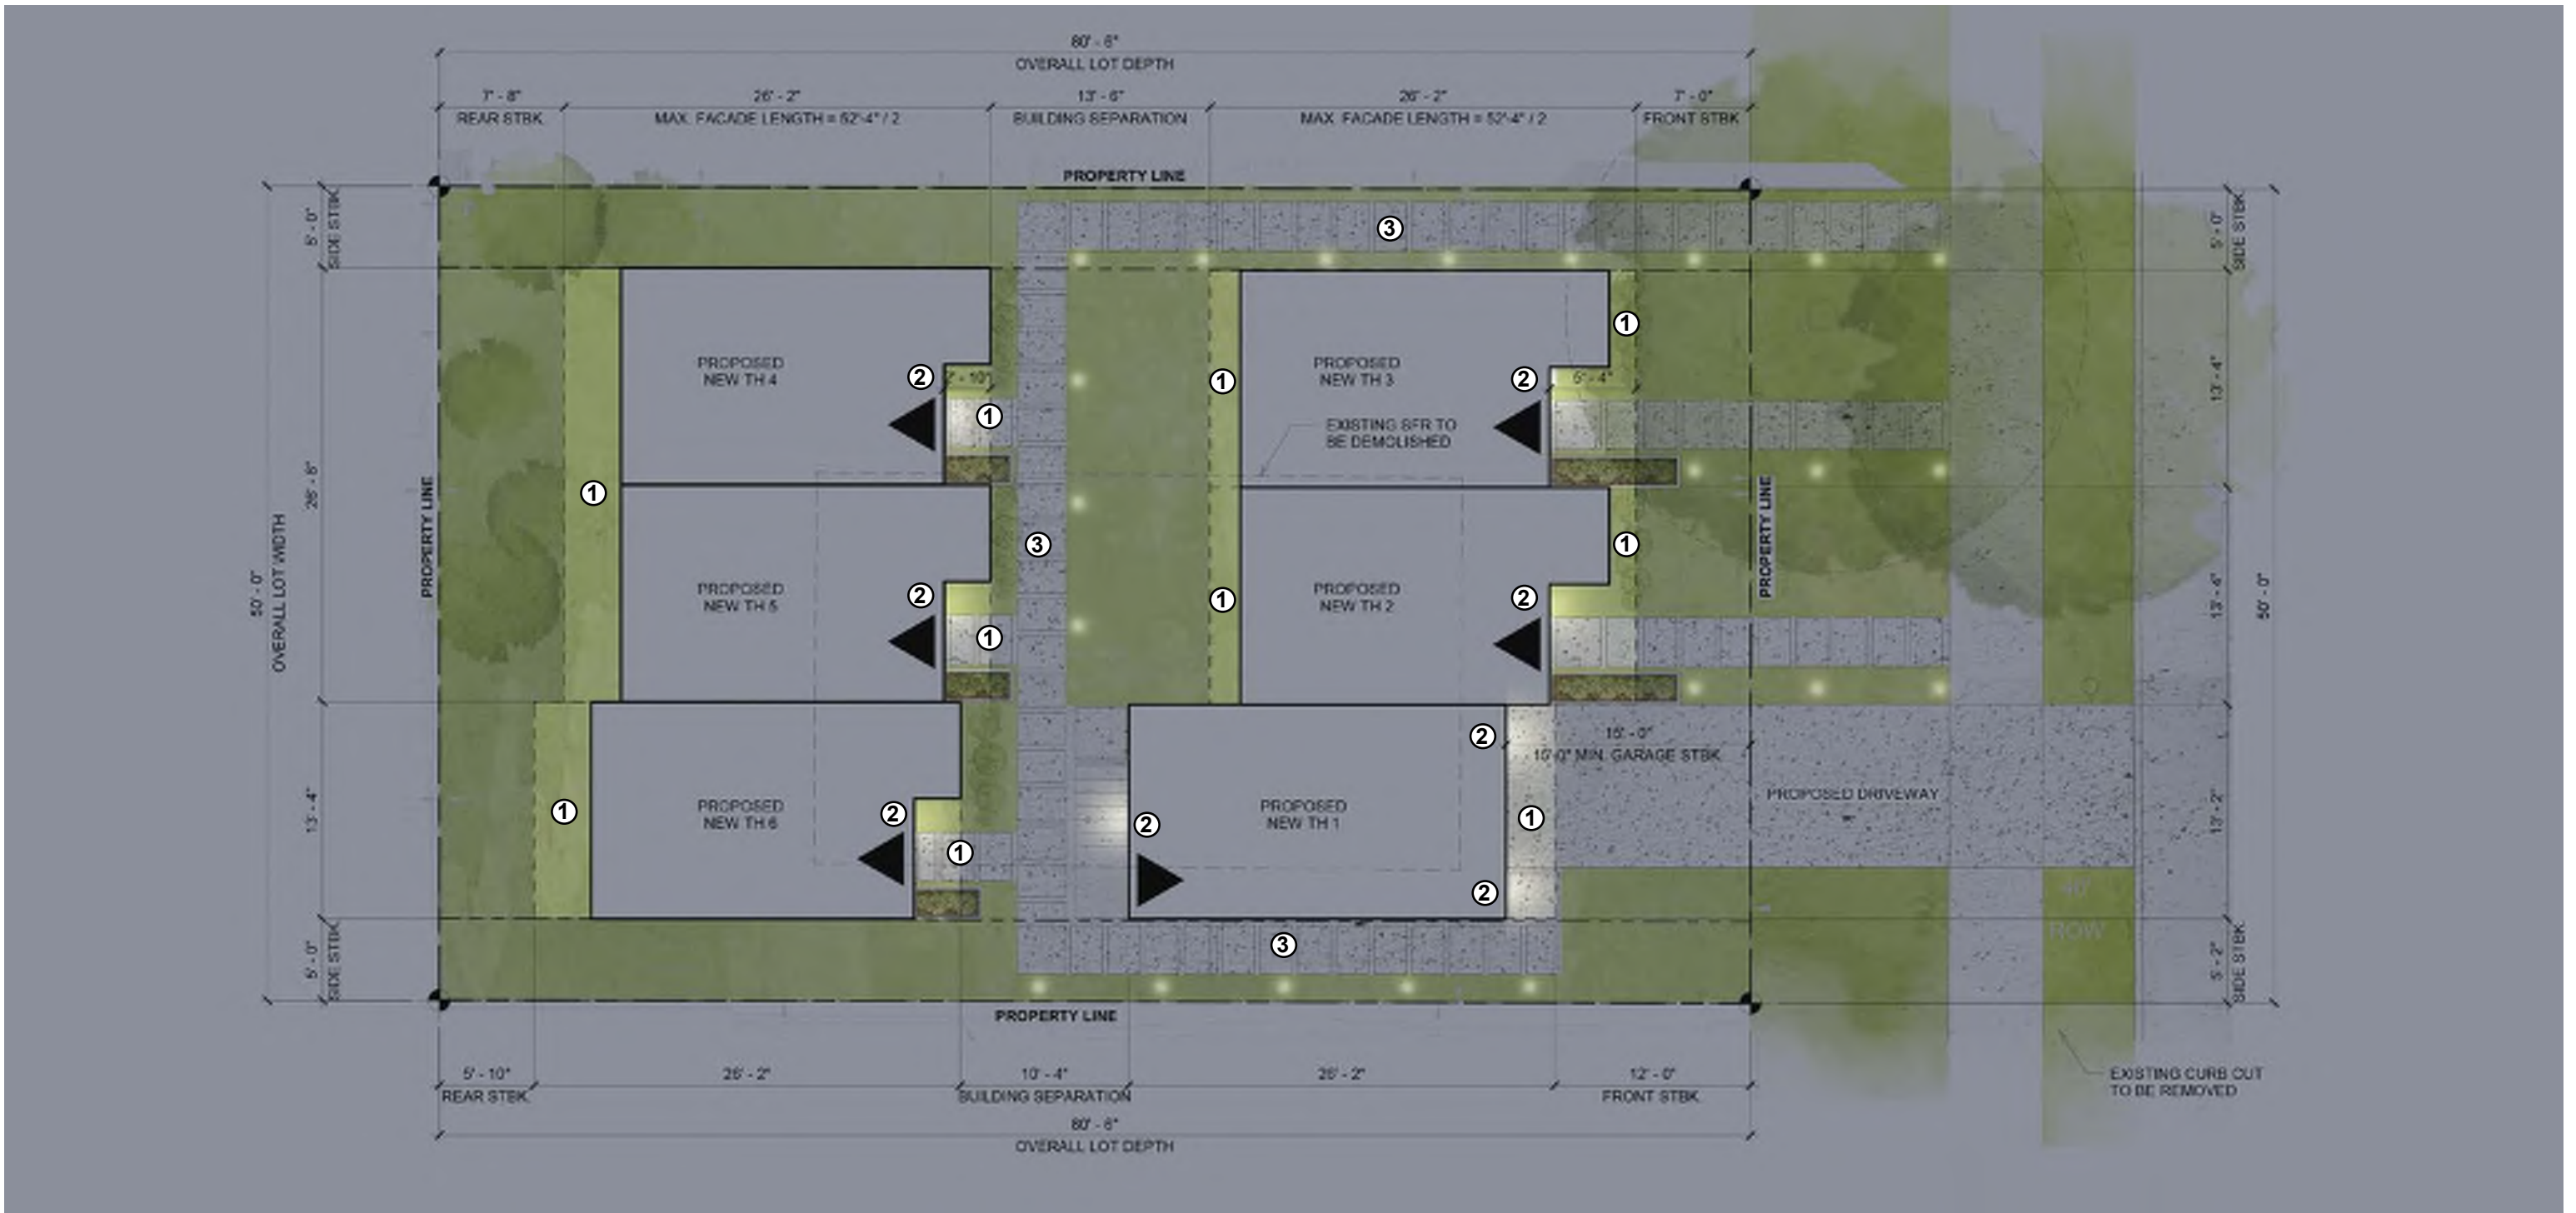 80' - 6"
OVERALL LOT DEPTH
7' - 8"
26' - 2"
13' - 6"
26' - 2"
7' - 0"
REAR STBK.
MAX. FACADE LENGTH = 52'-4" / 2
BUILDING SEPARATION
MAX. FACADE LENGTH = 52'-4" / 2
FRONT STBK.
PROPERTY LINE
5' - 0"
SIDE STBK.
3
5' - 0"
SIDE STBK.
1
PROPOSED
NEW TH 4
2
2' - 10"
1
1
PROPOSED
NEW TH 3
2
5' - 4"
13' - 4"
EXISTING SFR TO
BE DEMOLISHED
1
26' - 8"
PROPERTY LINE
PROPERTY LINE
3
1
50' - 0"
OVERALL LOT WIDTH
PROPOSED
NEW TH 5
2
1
1
PROPOSED
NEW TH 2
2
13' - 4"
50' - 0"
2
15' - 0"
15'-0" MIN. GARAGE STBK.
PROPOSED DRIVEWAY
13' - 4"
1
PROPOSED
NEW TH 6
2
1
2
PROPOSED
NEW TH 1
1
2
13' - 2"
40'
ROW
5' - 0"
SIDE STBK.
3
5' - 2"
SIDE STBK.
PROPERTY LINE
5' - 10"
26' - 2"
10' - 4"
26' - 2"
12' - 0"
REAR STBK.
BUILDING SEPARATION
FRONT STBK.
EXISTING CURB CUT
TO BE REMOVED
80' - 6"
OVERALL LOT DEPTH